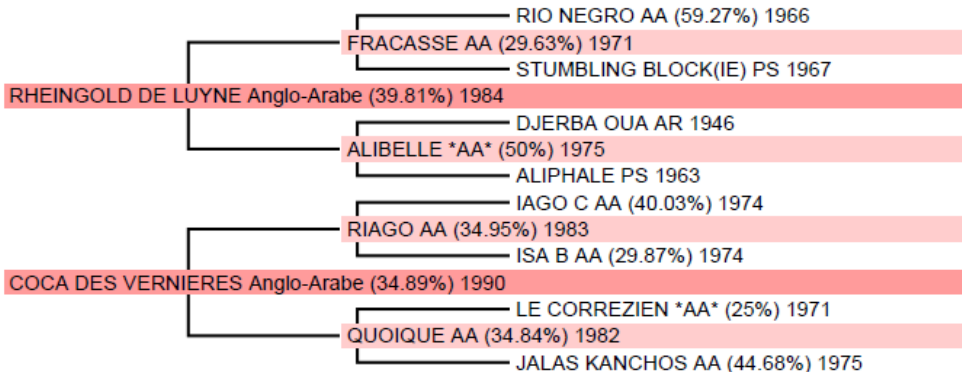 RIO NEGRO AA (59.27%) 1966
FRACASSE AA (29.63%) 1971
STUMBLING BLOCK(IE) PS 1967
RHEINGOLD DE LUYNE Anglo-Arabe (39.81%) 1984
DJERBA OUA AR 1946
ALIBELLE *AA* (50%) 1975
ALIPHALE PS 1963
IAGO C AA (40.03%) 1974
RIAGO AA (34.95%) 1983
ISA B AA (29.87%) 1974
COCA DES VERNIERES Anglo-Arabe (34.89%) 1990
LE CORREZIEN *AA* (25%) 1971
QUOIQUE AA (34.84%) 1982
JALAS KANCHOS AA (44.68%) 1975